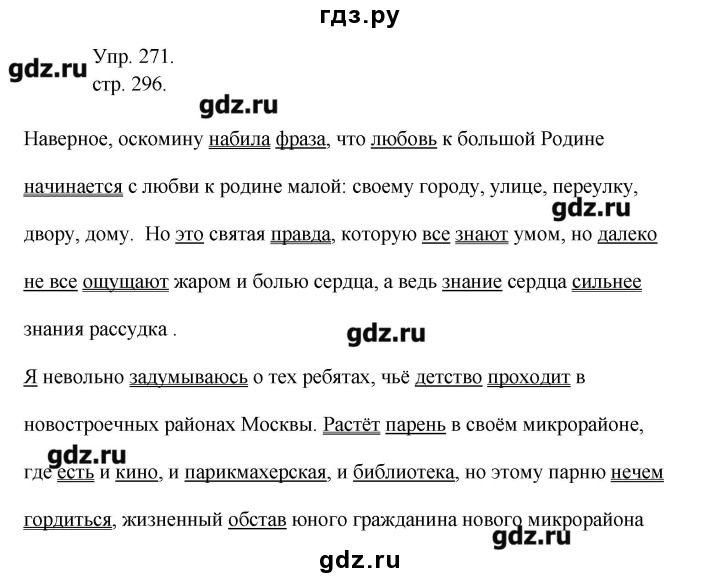 гдз.ру
Упр. 271.
gdz.ru
стр. 296.
gdz.ru
Наверное, оскомину набила фраза, что любовь к большой Родине
начинается с любви к родине малой: своему городу, улице, переулку,
gdz.ru
двору, дому. Но это святая правда, которую все знают умом, но далеко
не все ощущают жаром и болью сердца, а ведь знание сердца сильнее
знания рассудка .
gdz.ru
Я невольно задумываюсь о тех ребятах, чьё детство проходит в
новостроечных районах Москвы. Растёт парень в своём микрорайоне,
gdz.ru
где есть и кино, и парикмахерская, и библиотека, но этому парню нечем
гордиться, жизненный обстав юного гражданина нового микрорайона
gdz.ru
gdz.ru